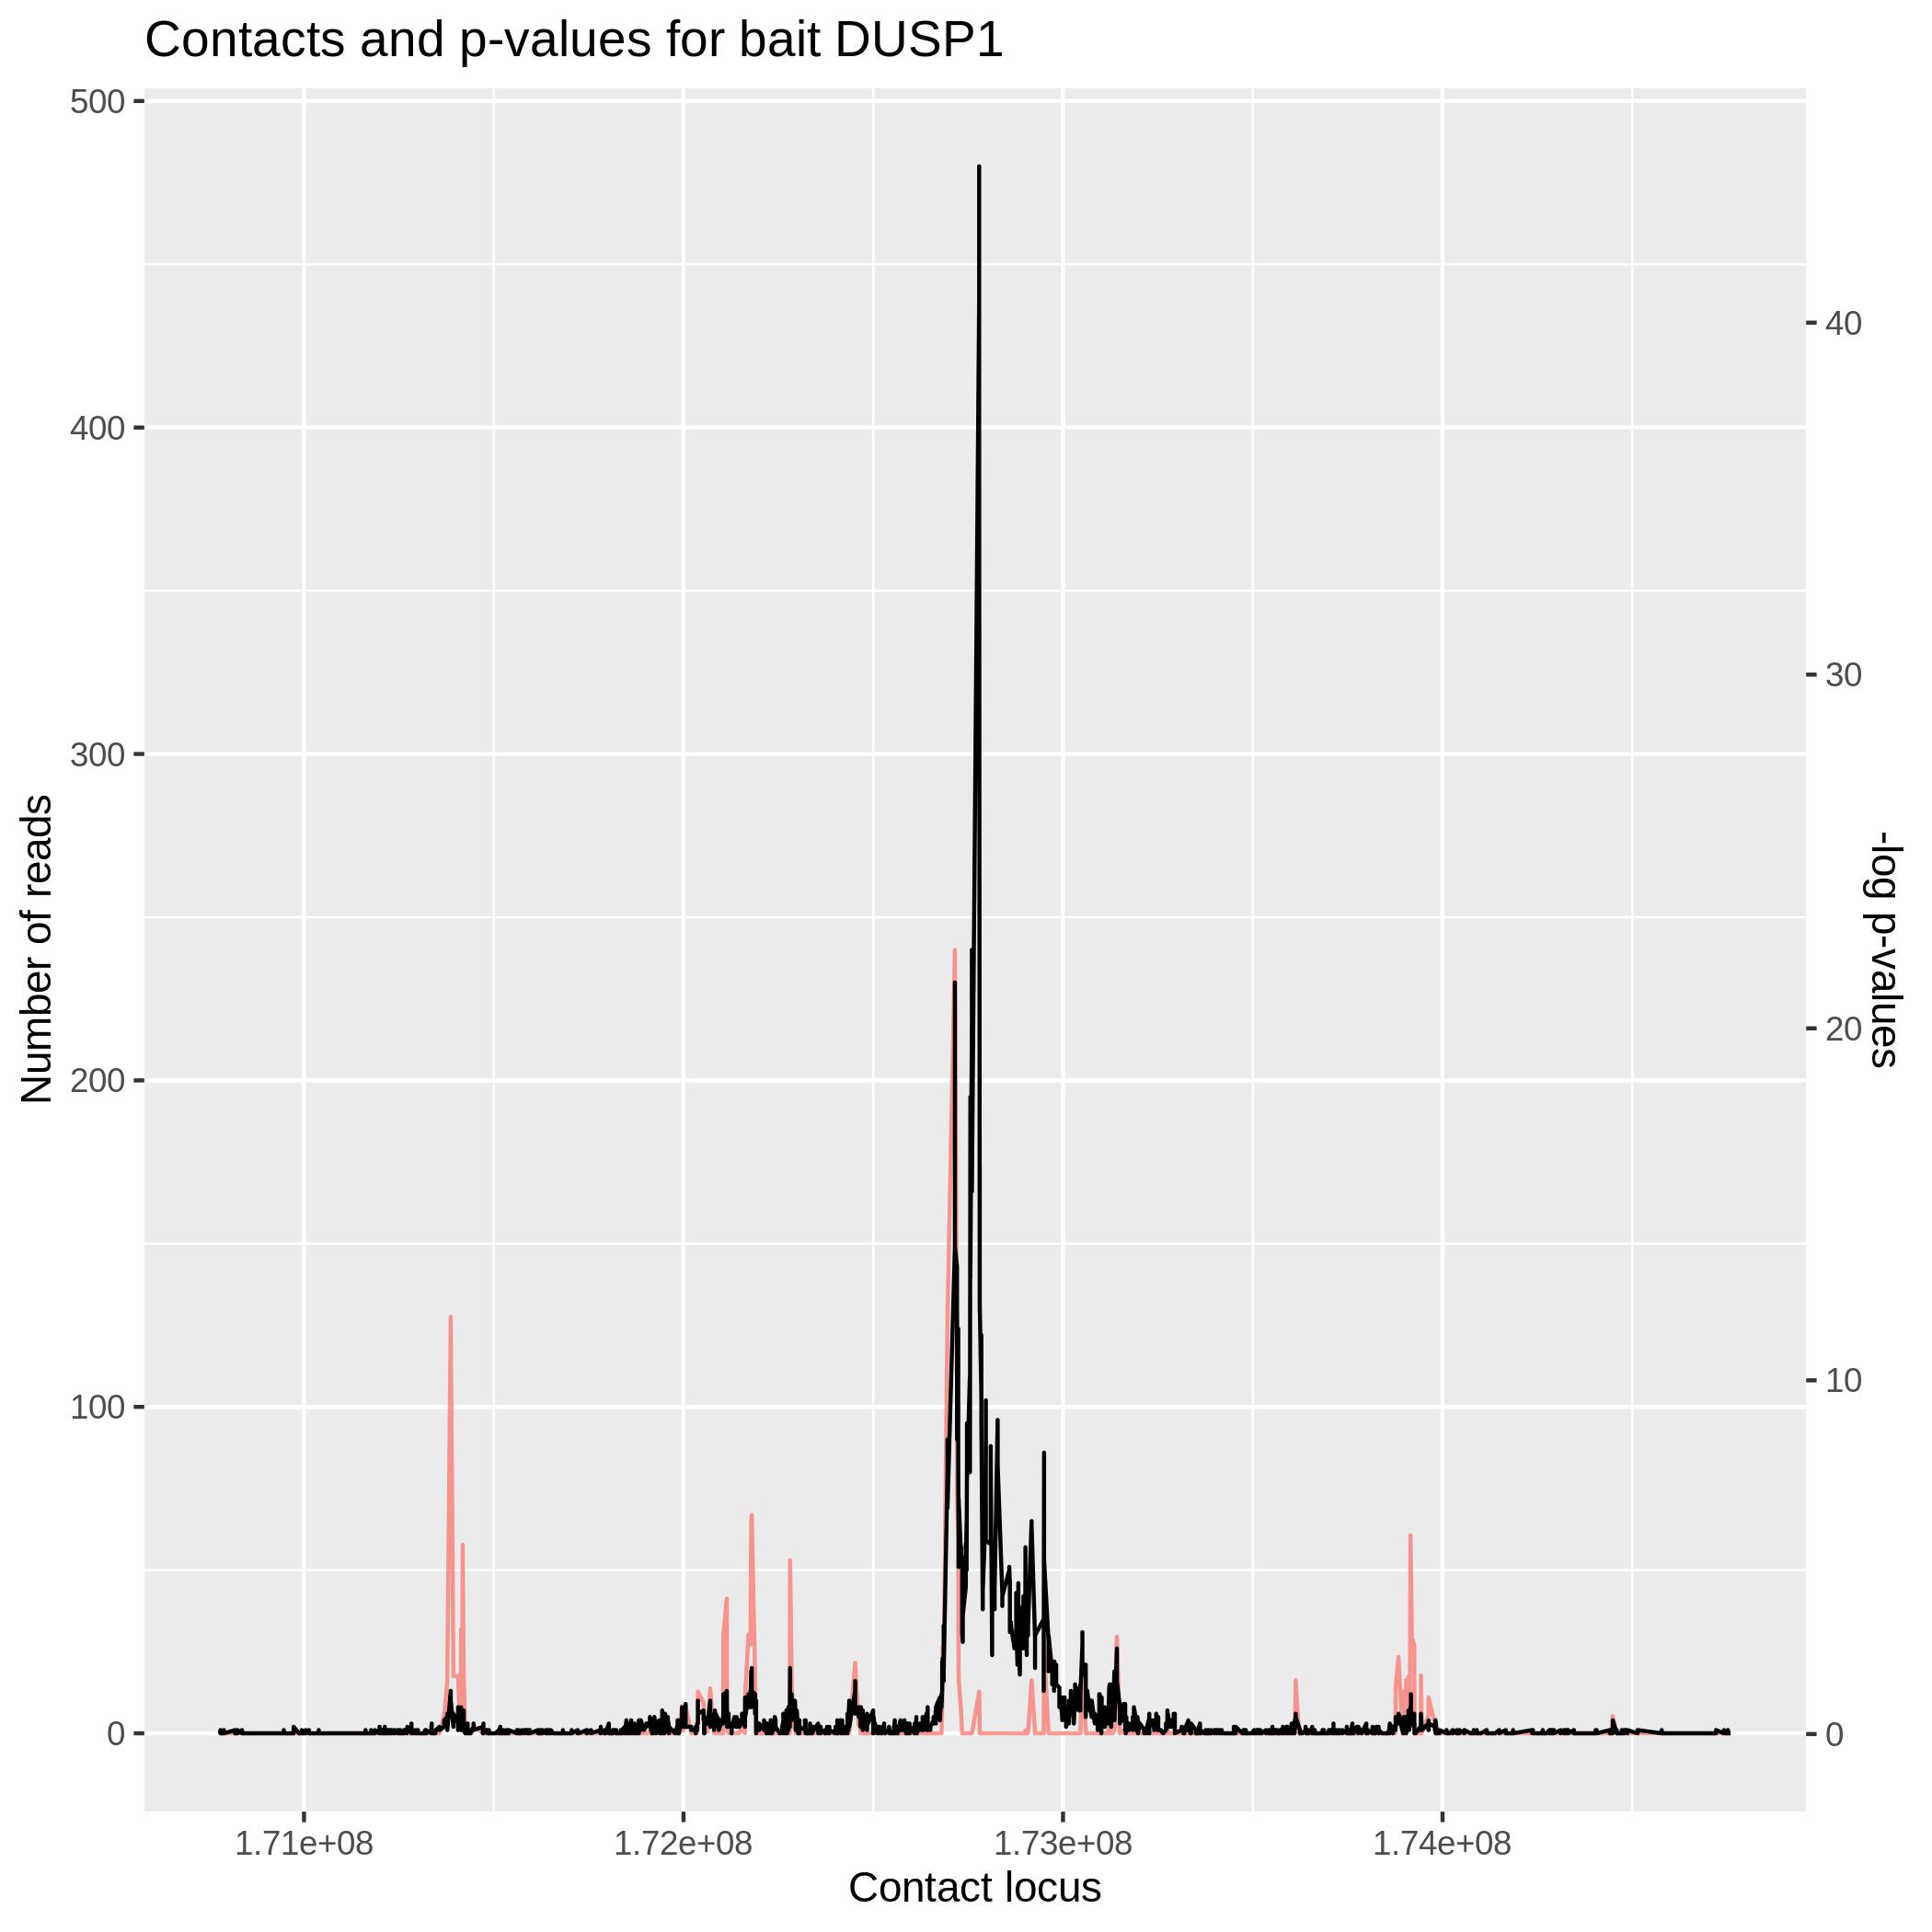 Contacts and p-values for bait DUSP1
500
400
300
200
100
0
Number of reads
40
30
20
10
0
-log p-values
1.71e+08
1.72e+08
1.73e+08
1.74e+08
Contact locus